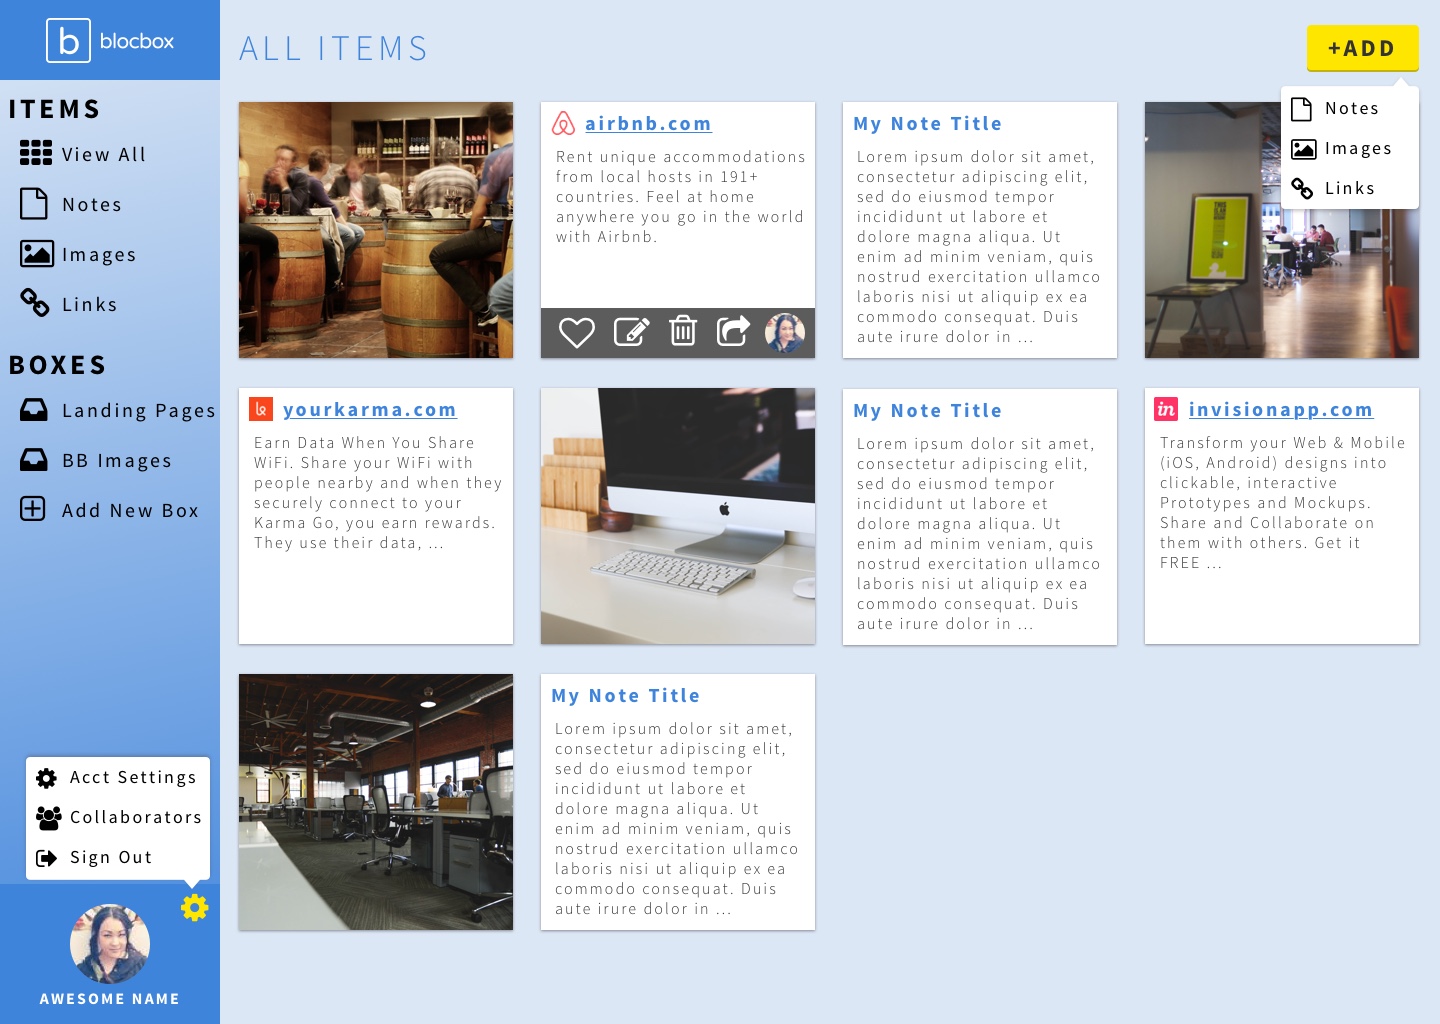 b blocbox
ITEMS
View All
Notes
Images
Links
BOXES
Landing Pages
BB Images
Add New Box
Acct Settings
Collaborators
Sign Out
AWESOME NAME
ALL ITEMS
+ADD
Notes
Images
Links
airbnb.com
Rent unique accommodations
from local hosts in 191+
countries. Feel at home
anywhere you go in the world
with Airbnb.
My Note Title
Lorem ipsum dolor sit amet,
consectetur adipiscing elit,
sed do eiusmod tempor
incididunt ut labore et
dolore magna aliqua. Ut
enim ad minim veniam, quis
nostrud exercitation ullamco
laboris nisi ut aliquip ex ea
commodo consequat. Duis
aute irure dolor in ...
yourkarma.com
Earn Data When You Share
WiFi. Share your WiFi with
people nearby and when they
securely connect to your
Karma Go, you earn rewards.
They use their data, ...
My Note Title
Lorem ipsum dolor sit amet,
consectetur adipiscing elit,
sed do eiusmod tempor
incididunt ut labore et
dolore magna aliqua. Ut
enim ad minim veniam, quis
nostrud exercitation ullamco
laboris nisi ut aliquip ex ea
commodo consequat. Duis
aute irure dolor in ...
in invisionapp.com
Transform your Web & Mobile
(iOS, Android) designs into
clickable, interactive
Prototypes and Mockups.
Share and Collaborate on
them with others. Get it
FREE ...
My Note Title
Lorem ipsum dolor sit amet,
consectetur adipiscing elit,
sed do eiusmod tempor
incididunt ut labore et
dolore magna aliqua. Ut
enim ad minim veniam, quis
nostrud exercitation ullamco
laboris nisi ut aliquip ex ea
commodo consequat. Duis
aute irure dolor in ...